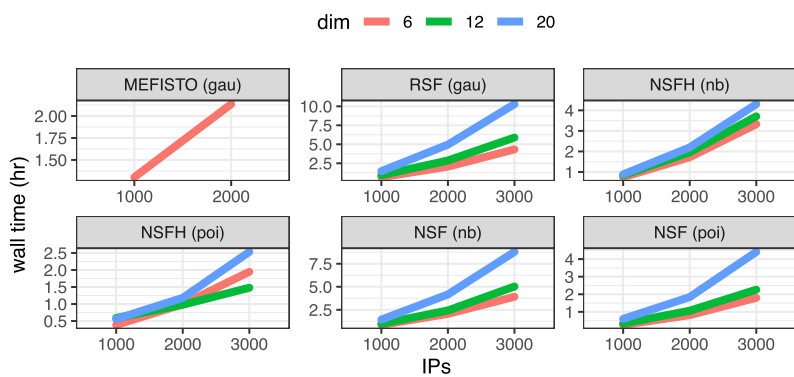 dim 6 12 20
MEFISTO (gau) RSF (gau) NSFH (nb)
2.00 10.0 4
1.75 7.5 3
1.50 5.0 2
2.5 1
1000 2000 1000 2000 3000 1000 2000 3000
wall time (hr)
NSFH (poi) NSF (nb) NSF (poi)
2.5 7.5 4
2.0 5.0 3
1.5 2.5 2
1.0 1
0.5
1000 2000 3000 1000 2000 3000 1000 2000 3000
IPs